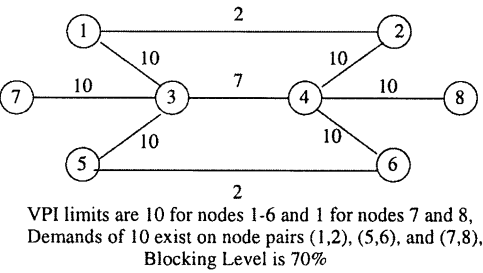 2
1 2
10 10
7 10 3 7 4 10 8
10 10
5 6
2
VPI limits are 10 for nodes 1-6 and 1 for nodes 7 and 8,
Demands of 10 exist on node pairs (1,2), (5,6), and (7,8),
Blocking Level is 70%